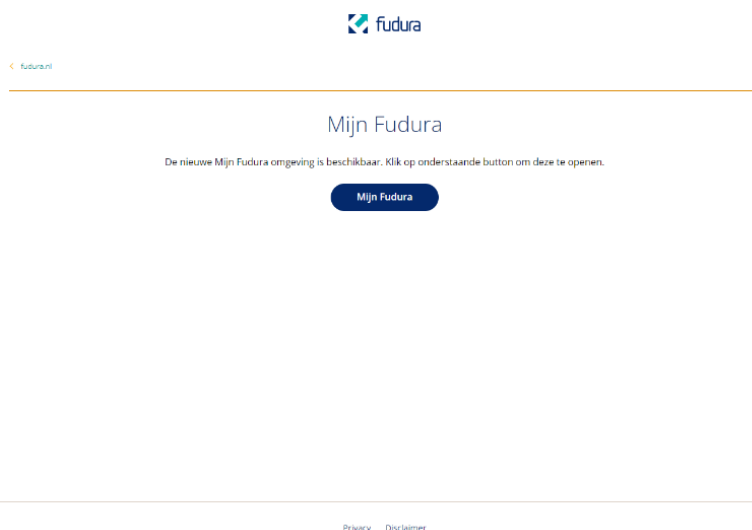 fudura
< fudura.nl
Mijn Fudura
De nieuwe Mijn Fudura omgeving is beschikbaar. Klik op onderstaande button om deze te openen.
Mijn Fudura
Privacy Disclaimer